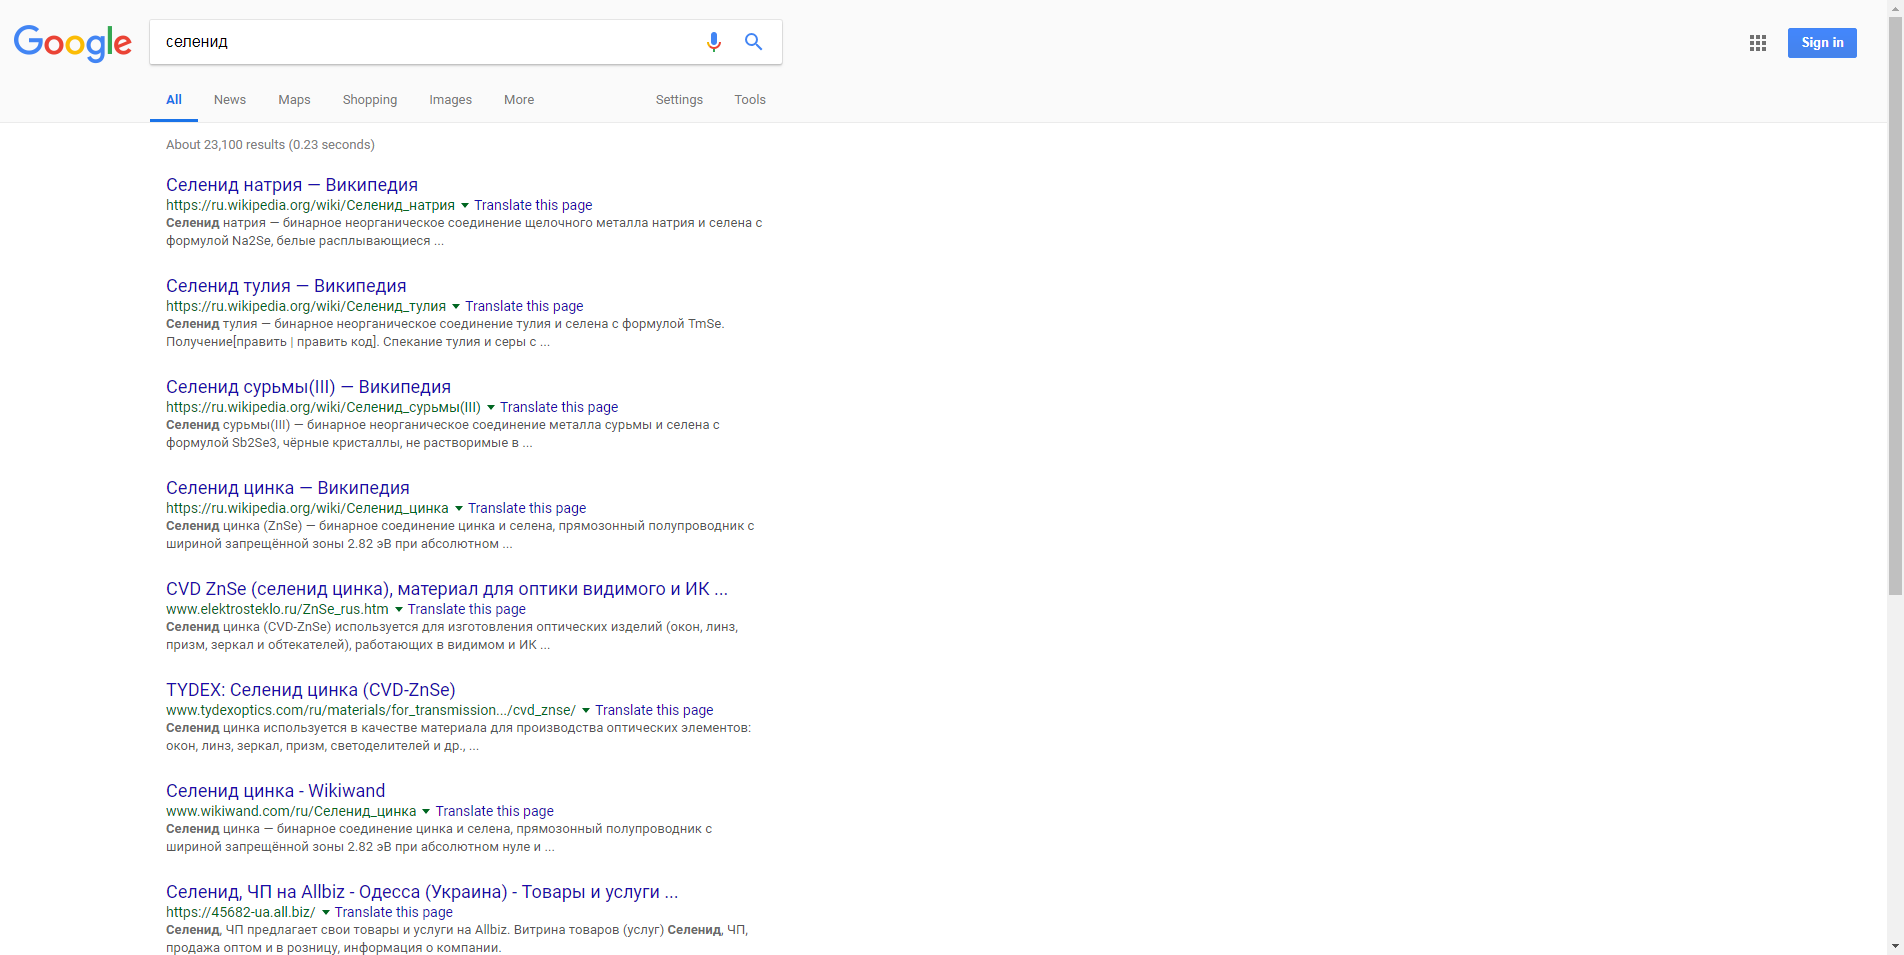 Google
селенид
Sign in
All News Maps Shopping Images More Settings Tools
About 23,100 results (0.23 seconds)
Селенид натрия — Википедия
https://ru.wikipedia.org/wiki/Селенид_натрия Translate this page
Селенид натрия — бинарное неорганическое соединение щелочного металла натрия и селена с
формулой Na2Se, белые расплывающиеся ...
Селенид тулия — Википедия
https://ru.wikipedia.org/wiki/Селенид_тулия Translate this page
Селенид тулия — бинарное неорганическое соединение тулия и селена с формулой TmSe.
Получение[править | править код]. Спекание тулия и серы с ...
Селенид сурьмы(III) — Википедия
https://ru.wikipedia.org/wiki/Селенид_сурьмы(III) Translate this page
Селенид сурьмы(III) — бинарное неорганическое соединение металла сурьмы и селена с
формулой Sb2Se3, чёрные кристаллы, не растворимые в ...
Селенид цинка — Википедия
https://ru.wikipedia.org/wiki/Селенид_цинка Translate this page
Селенид цинка (ZnSe) — бинарное соединение цинка и селена, прямозонный полупроводник с
шириной запрещённой зоны 2.82 эВ при абсолютном ...
CVD ZnSe (селенид цинка), материал для оптики видимого и ИК ...
www.elektrosteklo.ru/ZnSe_rus.htm Translate this page
Селенид цинка (CVD-ZnSe) используется для изготовления оптических изделий (окон, линз,
призм, зеркал и обтекателей), работающих в видимом и ИК ...
TYDEX: Селенид цинка (CVD-ZnSe)
www.tydexoptics.com/ru/materials/for_transmission.../cvd_znse/ Translate this page
Селенид цинка используется в качестве материала для производства оптических элементов:
окон, линз, зеркал, призм, светоделителей и др., ...
Селенид цинка - Wikiwand
www.wikiwand.com/ru/Селенид_цинка Translate this page
Селенид цинка — бинарное соединение цинка и селена, прямозонный полупроводник с
шириной запрещённой зоны 2.82 эВ при абсолютном нуле и ...
Селенид, ЧП на Allbiz - Одесса (Украина) - Товары и услуги ...
https://45682-ua.all.biz/ Translate this page
Селенид, ЧП предлагает свои товары и услуги на Allbiz. Витрина товаров (услуг) Селенид, ЧП,
продажа оптом и в розницу, информация о компании.